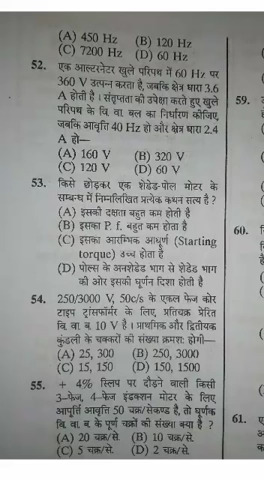 (A) 450 Hz (B) 120 Hz
(C) 7200 Hz (D) 60 Hz
52. एक आल्टरनेटर खुले परिपथ में 60 Hz पर
360 V उत्पन्न करता है, जबकि क्षेत्र धारा 3.6
A होती है। संतृप्तता की उपेक्षा करते हुए खुले
परिपथ के वि. वा. बल का निर्धारण कीजिए,
जबकि आवृत्ति 40 Hz हो और क्षेत्र धारा 2.4
A हो—
(A) 160 V (B) 320 V
(C) 120 V (D) 60 V
53. किसे छोड़कर एक शेडेड-पोल मोटर के
सम्बन्ध में निम्नलिखित प्रत्येक कथन सत्य है ?
(A) इसकी दक्षता बहुत कम होती है
(B) इसका P. f. बहुत कम होता है
(C) इसका आरम्भिक आघूर्ण (Starting
torque) उच्च होता है
(D) पोल्स के अनशेडेड भाग से शेडेड भाग
की ओर इसकी घूर्णन दिशा होती है
54. 250/3000 V, 50c/s के एकल फेज कोर
टाइप ट्रांसफॉर्मर के लिए, प्रतिचक्र प्रेरित
वि. वा. ब. 10 V है। प्राथमिक और द्वितीयक
कुंडली के चक्करों की संख्या क्रमशः होगी—
(A) 25, 300 (B) 250, 3000
(C) 15, 150 (D) 150, 1500
55. + 4% स्लिप पर दौड़ने वाली किसी
3-फेज, 4-फेज इंडक्शन मोटर के लिए
आपूर्ति आवृत्ति 50 चक्र/सेकण्ड है, तो घूर्णक
वि. वा. ब. के पूर्ण चक्रों की संख्या क्या है ?
(A) 20 चक्र/से. (B) 10 चक्र/से.
(C) 5 चक्र/से. (D) 2 चक्र/से.
59.
60.
61.